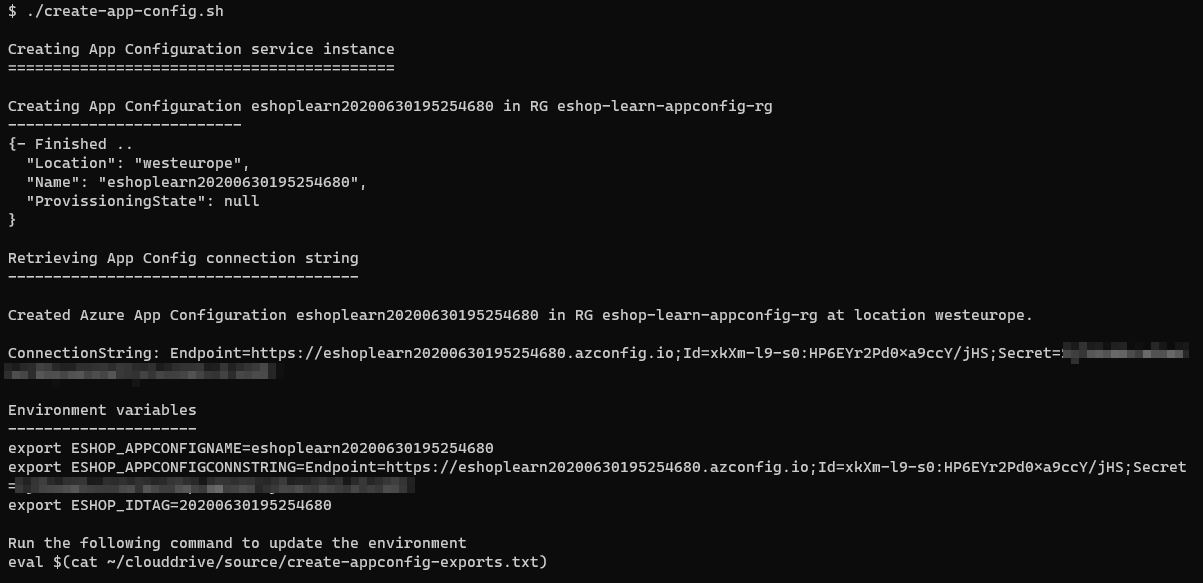 $ ./create-app-config.sh
Creating App Configuration service instance
===========================================
Creating App Configuration eshoplearn20200630195254680 in RG eshop-learn-appconfig-rg
--------------------------
{- Finished ..
  "Location": "westeurope",
  "Name": "eshoplearn20200630195254680",
  "ProvissioningState": null
}
Retrieving App Config connection string
---------------------------------------
Created Azure App Configuration eshoplearn20200630195254680 in RG eshop-learn-appconfig-rg at location westeurope.
ConnectionString: Endpoint=https://eshoplearn20200630195254680.azconfig.io;Id=xkXm-l9-s0:HP6EYr2Pd0×a9ccY/jHS;Secret=
Environment variables
---------------------
export ESHOP_APPCONFIGNAME=eshoplearn20200630195254680
export ESHOP_APPCONFIGCONNSTRING=Endpoint=https://eshoplearn20200630195254680.azconfig.io;Id=xkXm-l9-s0:HP6EYr2Pd0×a9ccY/jHS;Secret
=
export ESHOP_IDTAG=20200630195254680
Run the following command to update the environment
eval $(cat ~/clouddrive/source/create-appconfig-exports.txt)